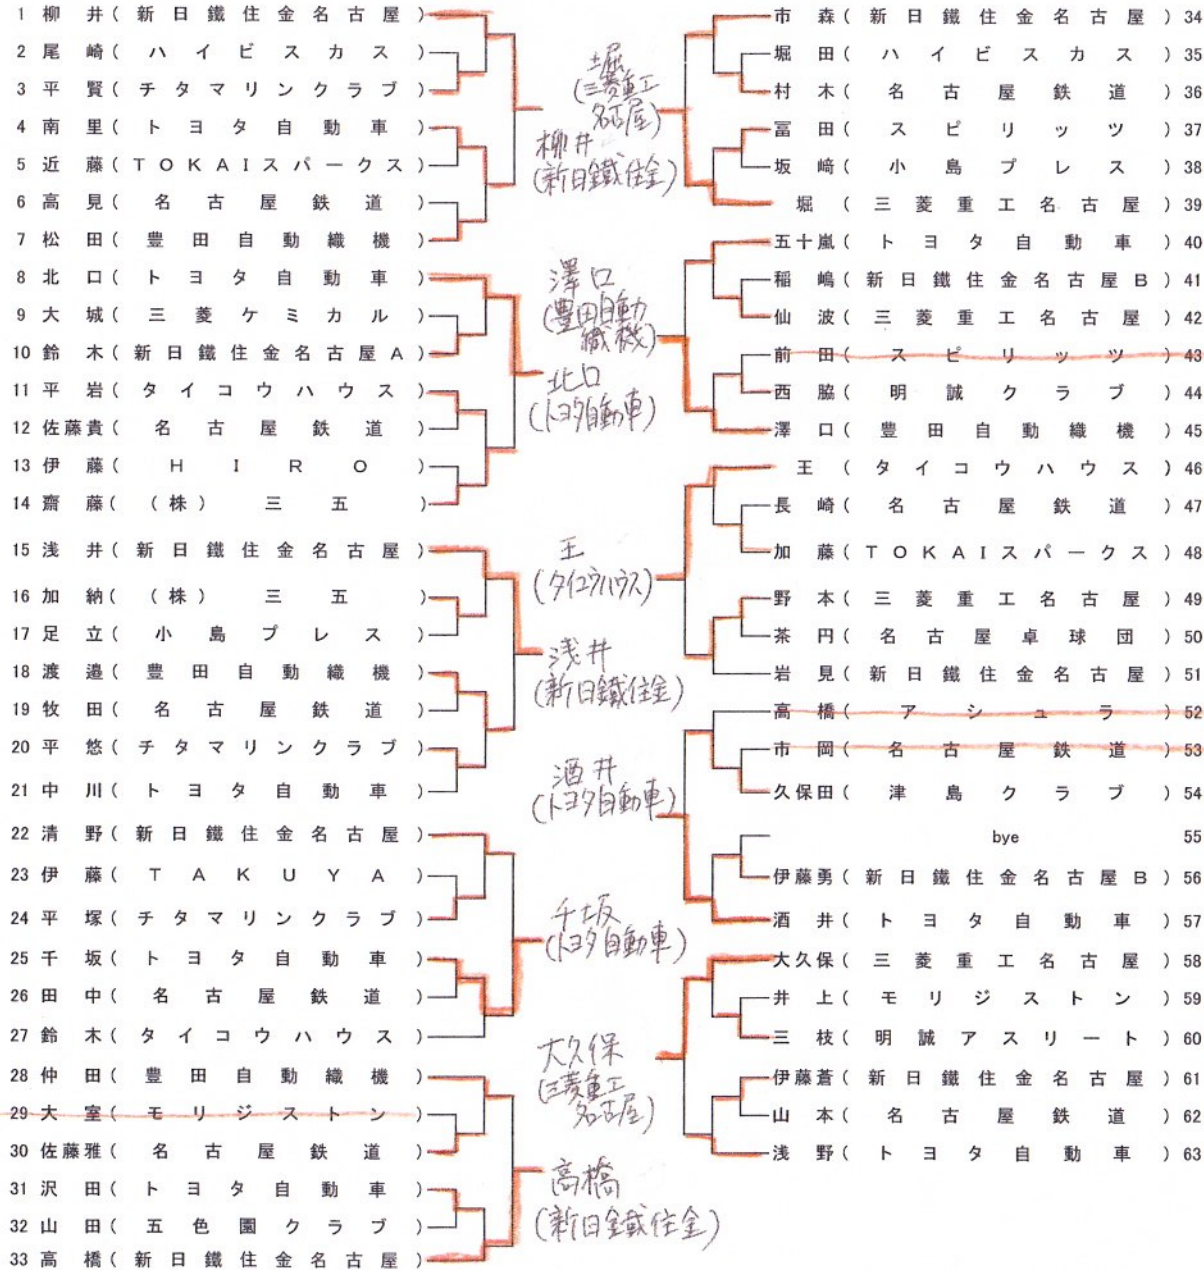 1 柳井(新日鐵住金名古屋)
2 尾崎(ハイビスカス)
3 平賢(チタマリンクラブ)
4 南里(トヨタ自動車)
5 近藤(TOKAIスパークス)
6 高見(名古屋鉄道)
7 松田(豊田自動織機)
8 北口(トヨタ自動車)
9 大城(三菱ケミカル)
10 鈴木(新日鐵住金名古屋A)
11 平岩(タイコウハウス)
12 佐藤貴(名古屋鉄道)
13 伊藤(HIRO)
14 齋藤((株)三五)
15 浅井(新日鐵住金名古屋)
16 加納((株)三五)
17 足立(小島プレス)
18 渡邉(豊田自動織機)
19 牧田(名古屋鉄道)
20 平悠(チタマリンクラブ)
21 中川(トヨタ自動車)
22 清野(新日鐵住金名古屋)
23 伊藤(TAKUYA)
24 平塚(チタマリンクラブ)
25 千坂(トヨタ自動車)
26 田中(名古屋鉄道)
27 鈴木(タイコウハウス)
28 仲田(豊田自動織機)
29 大室(モリジストン)
30 佐藤雅(名古屋鉄道)
31 沢田(トヨタ自動車)
32 山田(五色園クラブ)
33 高橋(新日鐵住金名古屋)
堀
(三菱重工
名古屋)
柳井
(新日鐵住金)
澤口
(豊田自動
織機)
北口
(トヨタ自動車)
王
(タイコウハウス)
浅井
(新日鐵住金)
酒井
(トヨタ自動車)
千坂
(トヨタ自動車)
大久保
(三菱重工
名古屋)
高橋
(新日鐵住金)
市森(新日鐵住金名古屋)34
堀田(ハイビスカス)35
村木(名古屋鉄道)36
冨田(スピリッツ)37
坂﨑(小島プレス)38
堀(三菱重工名古屋)39
五十嵐(トヨタ自動車)40
稲嶋(新日鐵住金名古屋B)41
仙波(三菱重工名古屋)42
前田(スピリッツ)43
西脇(明誠クラブ)44
澤口(豊田自動織機)45
王(タイコウハウス)46
長崎(名古屋鉄道)47
加藤(TOKAIスパークス)48
野本(三菱重工名古屋)49
茶円(名古屋卓球団)50
岩見(新日鐵住金名古屋)51
高橋(アシュラ)52
市岡(名古屋鉄道)53
久保田(津島クラブ)54
bye 55
伊藤勇(新日鐵住金名古屋B)56
酒井(トヨタ自動車)57
大久保(三菱重工名古屋)58
井上(モリジストン)59
三枝(明誠アスリート)60
伊藤蒼(新日鐵住金名古屋)61
山本(名古屋鉄道)62
浅野(トヨタ自動車)63